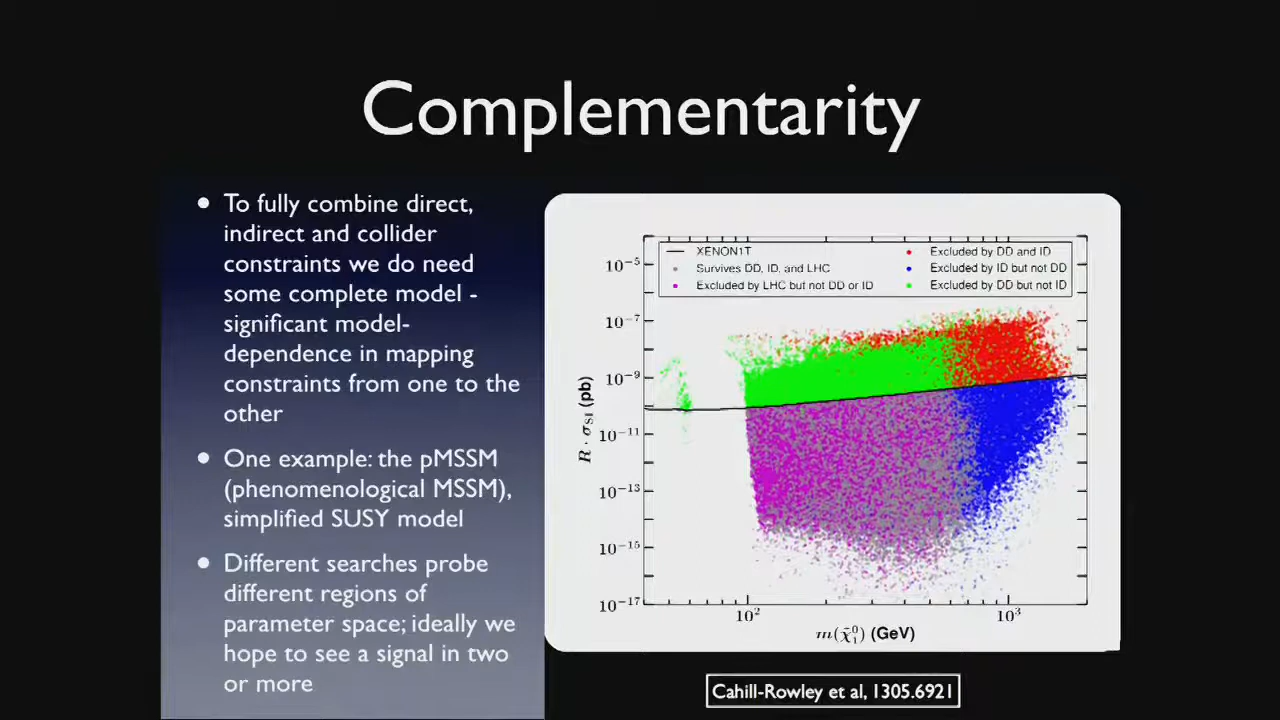 Complementarity
• To fully combine direct,
indirect and collider
constraints we do need
some complete model -
significant model-
dependence in mapping
constraints from one to the
other
• One example: the pMSSM
(phenomenological MSSM),
simplified SUSY model
• Different searches probe
different regions of
parameter space; ideally we
hope to see a signal in two
or more
XENON1T
Survives DD, ID, and LHC
Excluded by LHC but not DD or ID
Excluded by DD and ID
Excluded by ID but not DD
Excluded by DD but not ID
10⁻⁵
10⁻⁷
10⁻⁹
10⁻¹¹
10⁻¹³
10⁻¹⁵
10⁻¹⁷
R · σSI (pb)
10²
10³
m(χ̃⁰₁) (GeV)
Cahill-Rowley et al, 1305.6921